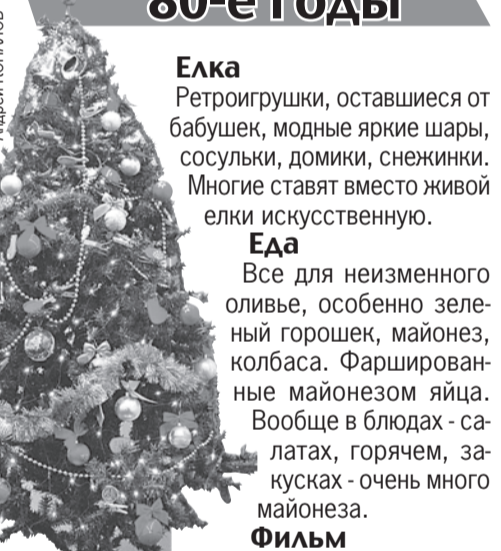 80-е годы
Елка
Ретроигрушки, оставшиеся от
бабушек, модные яркие шары,
сосульки, домики, снежинки.
Многие ставят вместо живой
елки искусственную.
Еда
Все для неизменного
оливье, особенно зеле-
ный горошек, майонез,
колбаса. Фарширован-
ные майонезом яйца.
Вообще в блюдах - са-
латах, горячем, за-
кусках - очень много
майонеза.
Фильм